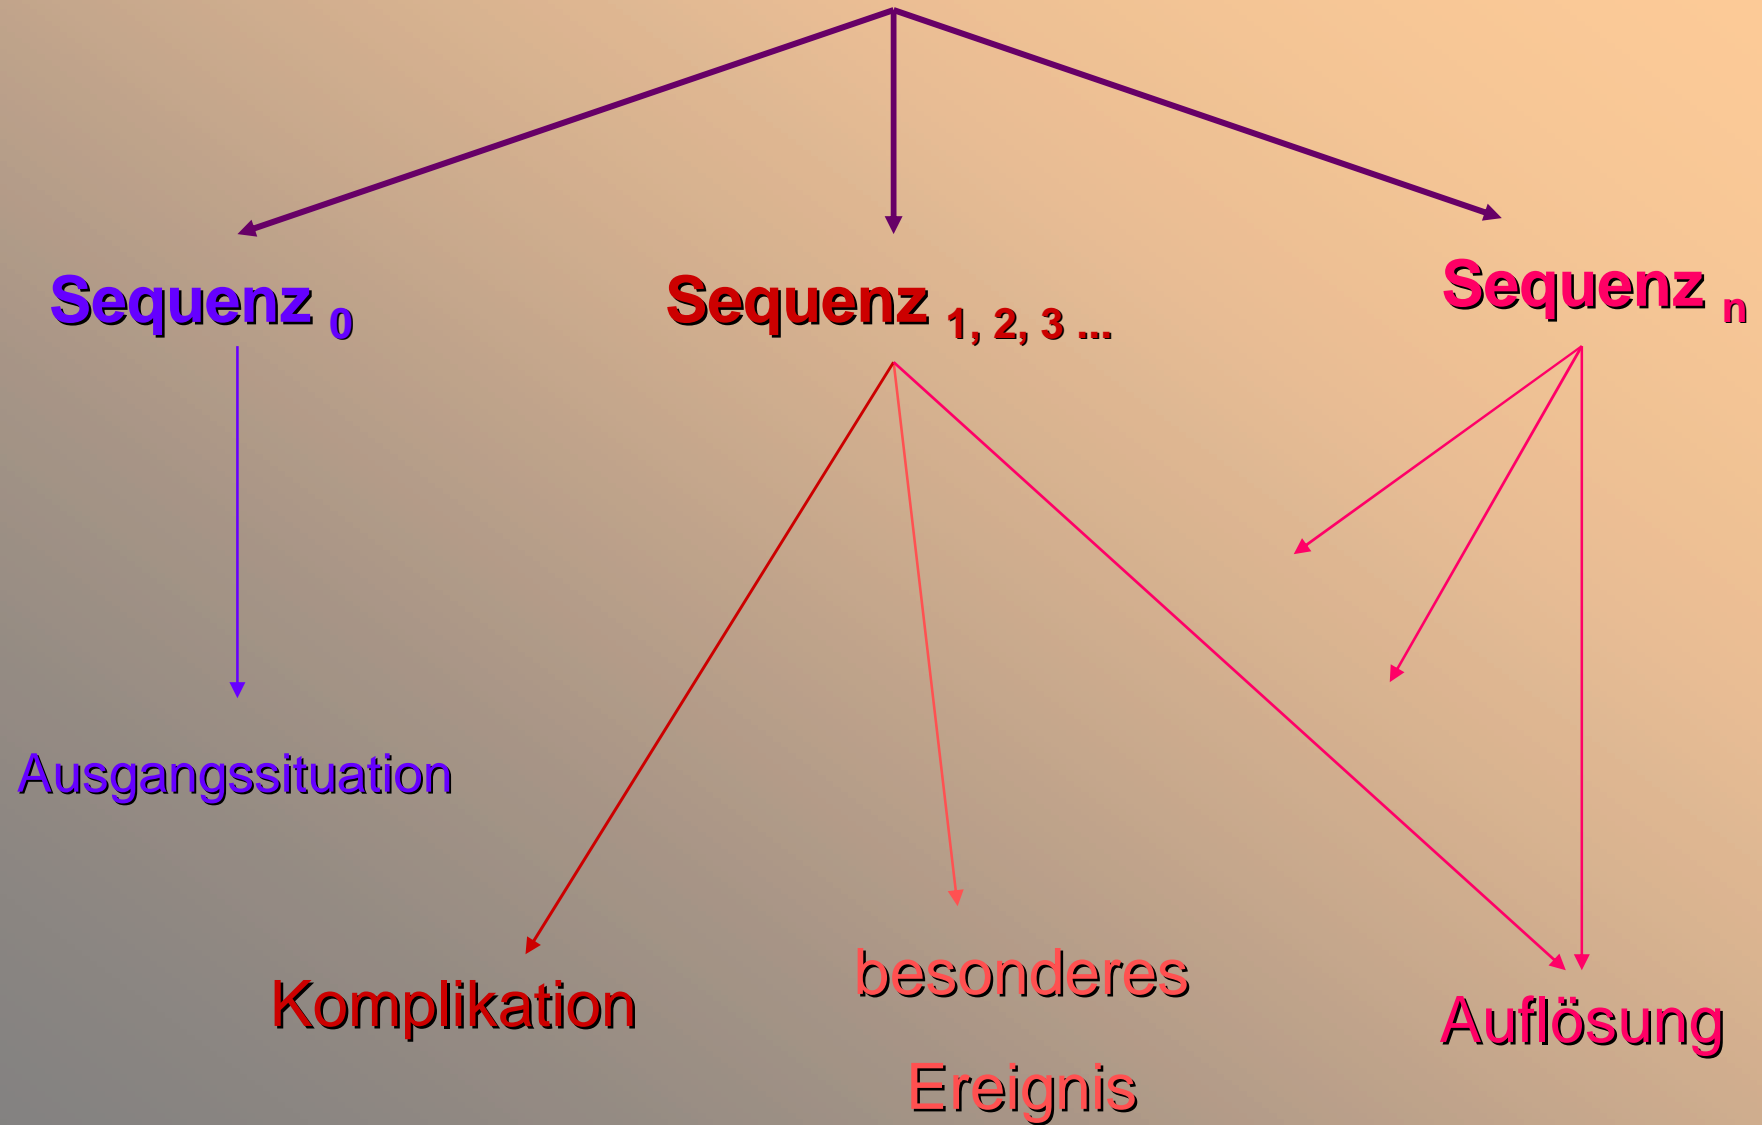 Sequenz 0
Sequenz 1, 2, 3 ...
Sequenz n
Ausgangssituation
Komplikation
besonderes
Ereignis
Auflösung